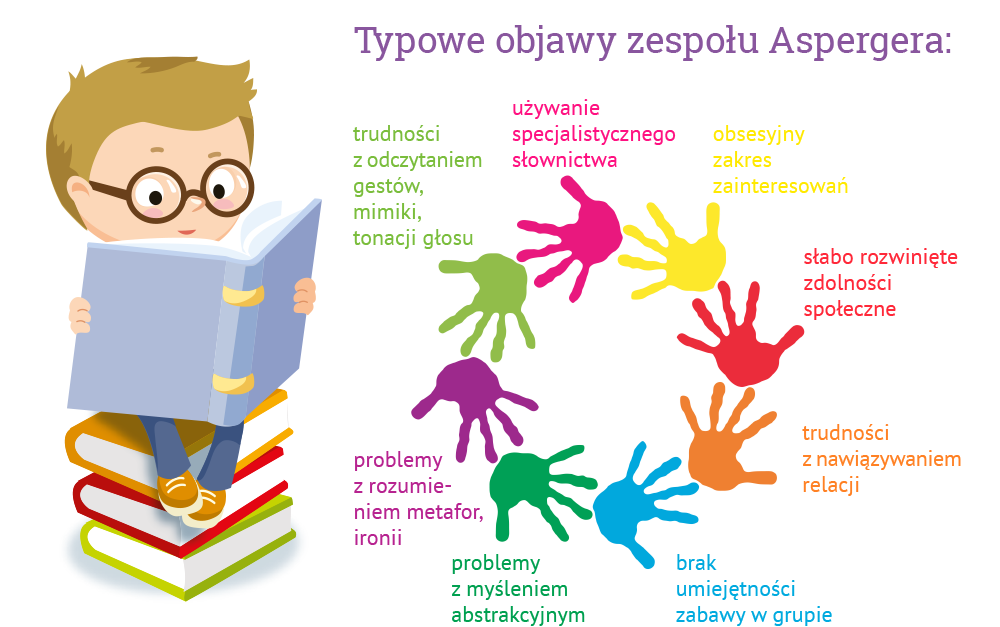 Typowe objawy zespołu Aspergera:
używanie
specjalistycznego
słownictwa
obsesyjny
zakres
zainteresowań
słabo rozwinięte
zdolności
społeczne
trudności
z nawiązywaniem
relacji
brak
umiejętności
zabawy w grupie
problemy
z myśleniem
abstrakcyjnym
problemy
z rozumie-
niem metafor,
ironii
trudności
z odczytaniem
gestów,
mimiki,
tonacji głosu